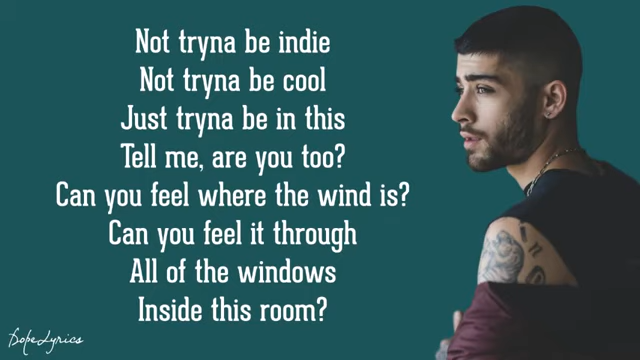 Not tryna be indie
Not tryna be cool
Just tryna be in this
Tell me, are you too?
Can you feel where the wind is?
Can you feel it through
All of the windows
Inside this room?
DopeLyrics